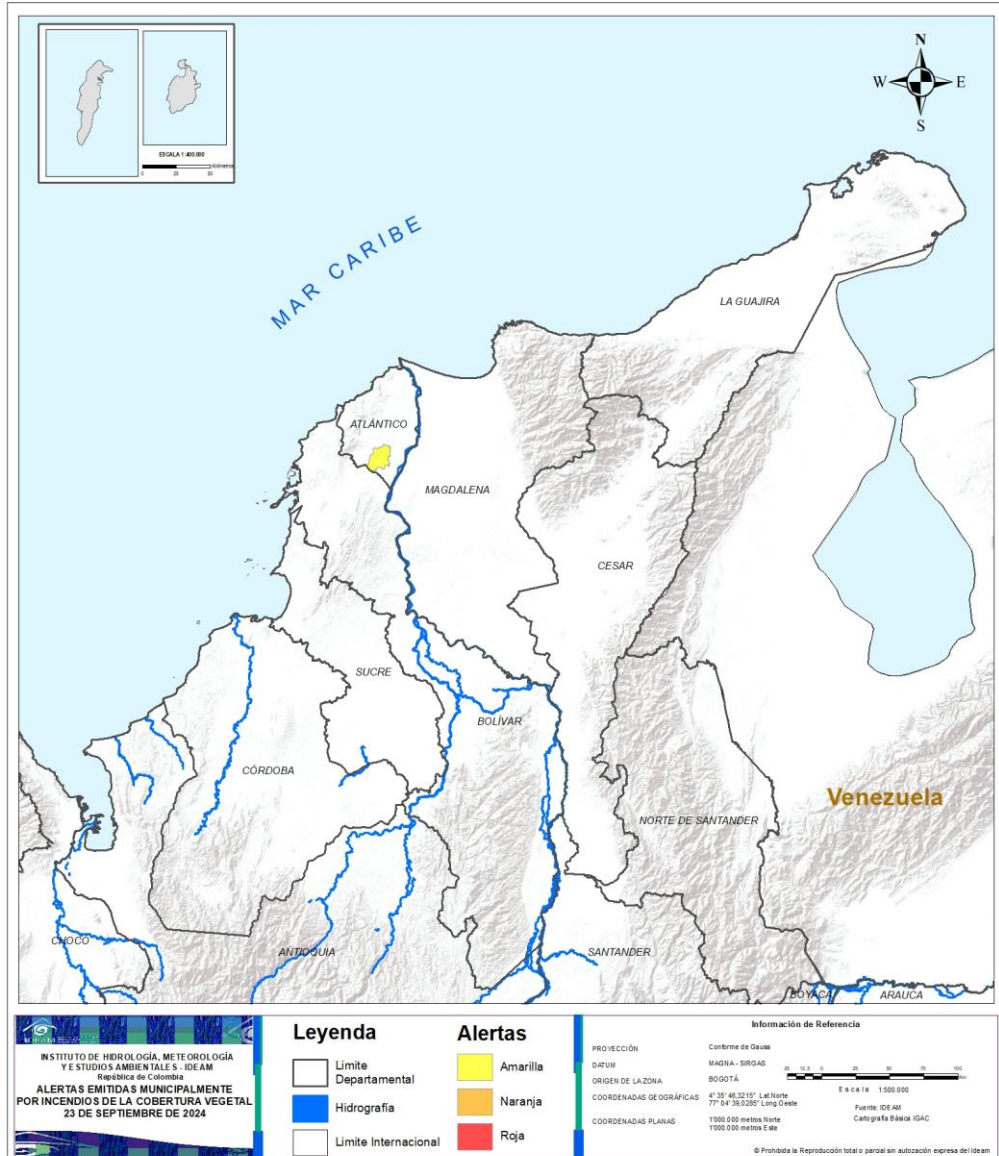 N
W
E
S
ESCALA 1:400.000
MAR CARIBE
LA GUAJIRA
ATLÁNTICO
MAGDALENA
CESAR
SUCRE
BOLÍVAR
CÓRDOBA
Venezuela
NORTE DE SANTANDER
CHOCÓ
ANTIOQUIA
SANTANDER
BOYACÁ
ARAUCA
IDEAM
INSTITUTO DE HIDROLOGÍA, METEOROLOGÍA
Y ESTUDIOS AMBIENTALES - IDEAM
República de Colombia
ALERTAS EMITIDAS MUNICIPALMENTE
POR INCENDIOS DE LA COBERTURA VEGETAL
23 DE SEPTIEMBRE DE 2024
Leyenda
Limite
Departamental
Hidrografía
Limite Internacional
Alertas
Amarilla
Naranja
Roja
Información de Referencia
PROYECCIÓN Conforme de Gauss
DATUM MAGNA - SIRGAS
ORIGEN DE LA ZONA BOGOTÁ
COORDENADAS GEOGRÁFICAS 4° 35' 46,3215" Lat.Norte
77° 04' 39,0285" Long.Oeste
COORDENADAS PLANAS 1'000.000 metros Norte
1'000.000 metros Este
Escala 1:500.000
Fuente: IDEAM
Cartografía Básica IGAC
© Prohibida la Reproducción total o parcial sin autozación expresa del Ideam